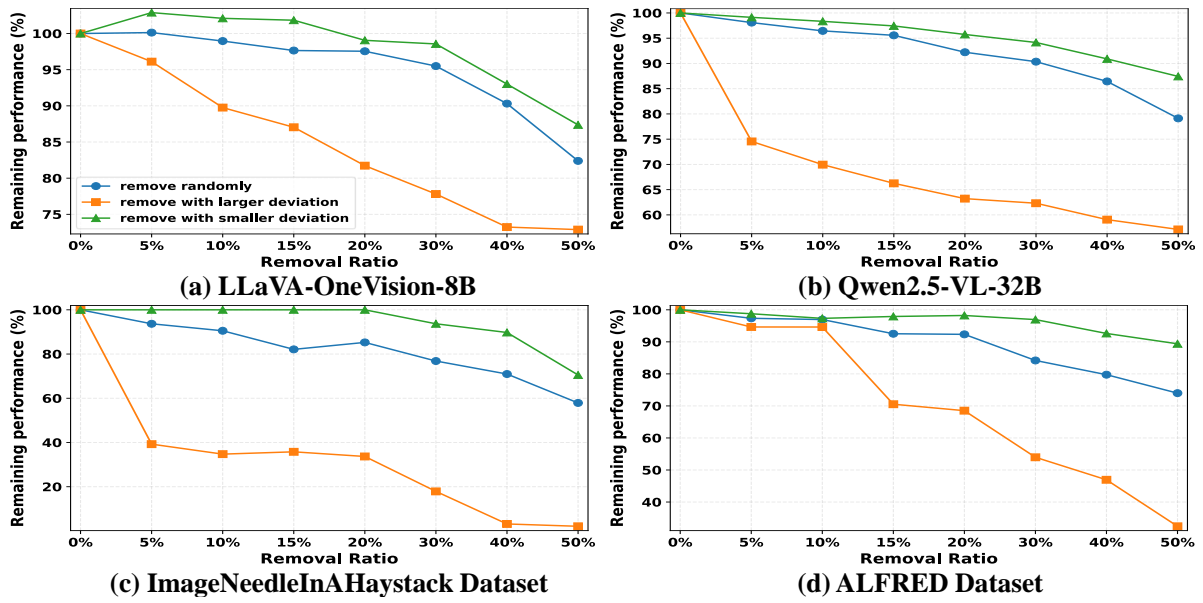 Remaining performance (%)
100
95
90
85
80
75
remove randomly
remove with larger deviation
remove with smaller deviation
0% 5% 10% 15% 20% 30% 40% 50%
Removal Ratio
(a) LLaVA-OneVision-8B
Remaining performance (%)
100
95
90
85
80
75
70
65
60
0% 5% 10% 15% 20% 30% 40% 50%
Removal Ratio
(b) Qwen2.5-VL-32B
Remaining performance (%)
100
80
60
40
20
0% 5% 10% 15% 20% 30% 40% 50%
Removal Ratio
(c) ImageNeedleInAHaystack Dataset
Remaining performance (%)
100
90
80
70
60
50
40
0% 5% 10% 15% 20% 30% 40% 50%
Removal Ratio
(d) ALFRED Dataset